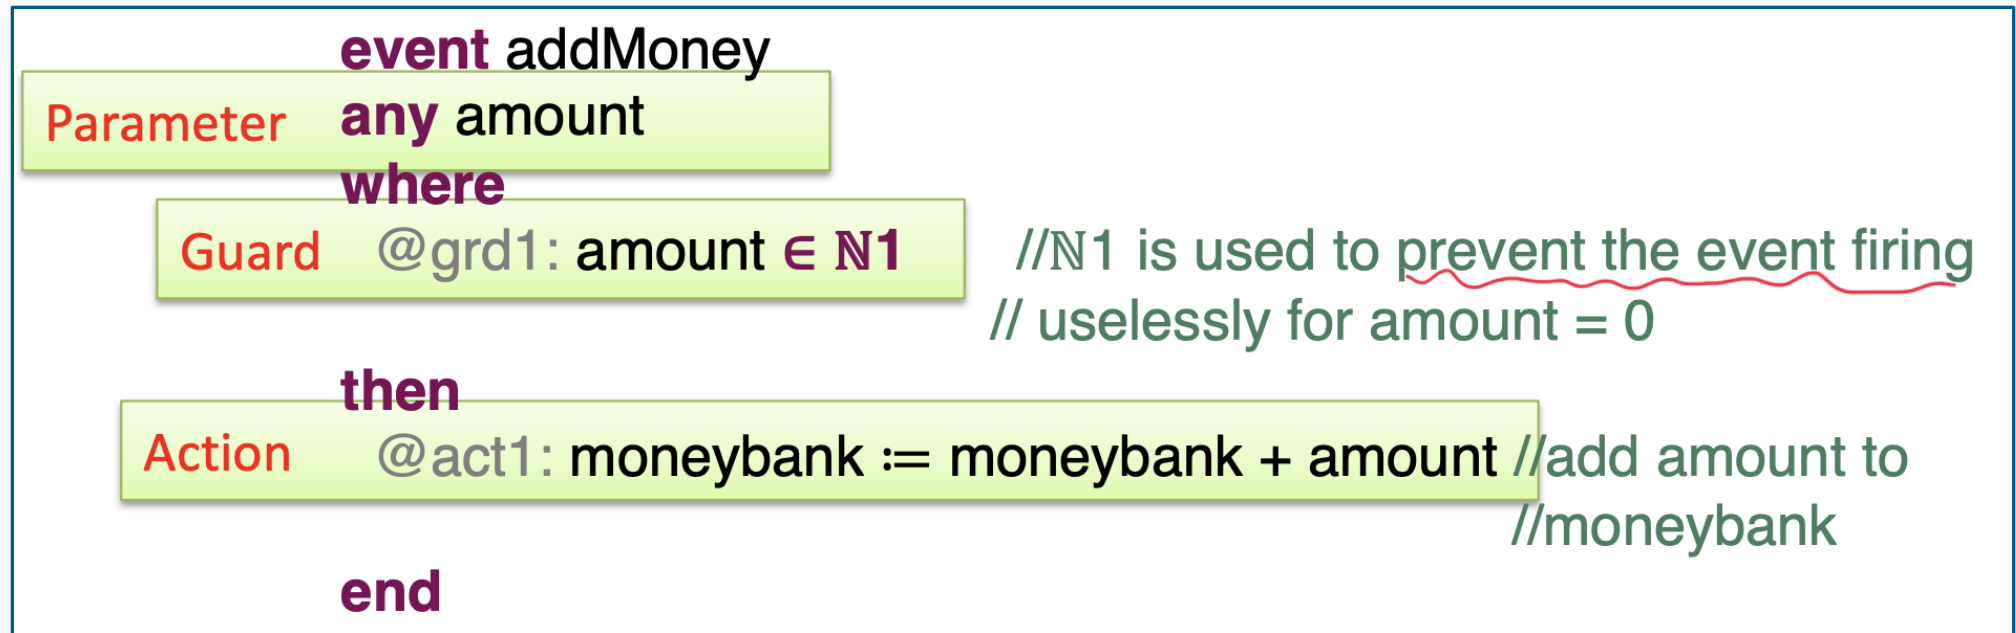 event addMoney
Parameter any amount
where
Guard @grd1: amount ∈ ℕ1 //ℕ1 is used to prevent the event firing
// uselessly for amount = 0
then
Action @act1: moneybank ≔ moneybank + amount //add amount to
//moneybank
end